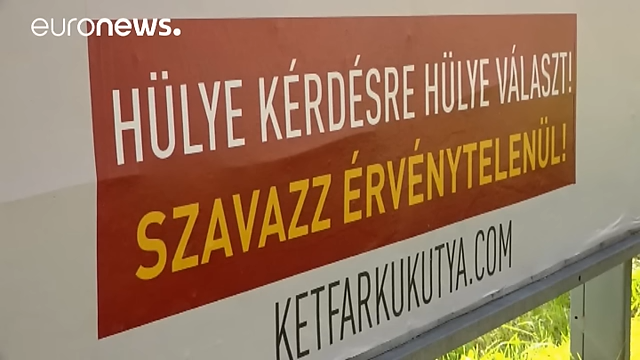 euronews.
HÜLYE KÉRDÉSRE HÜLYE VÁLASZT!
SZAVAZZ ÉRVÉNYTELENÜL!
KETFARKUKUTYA.COM